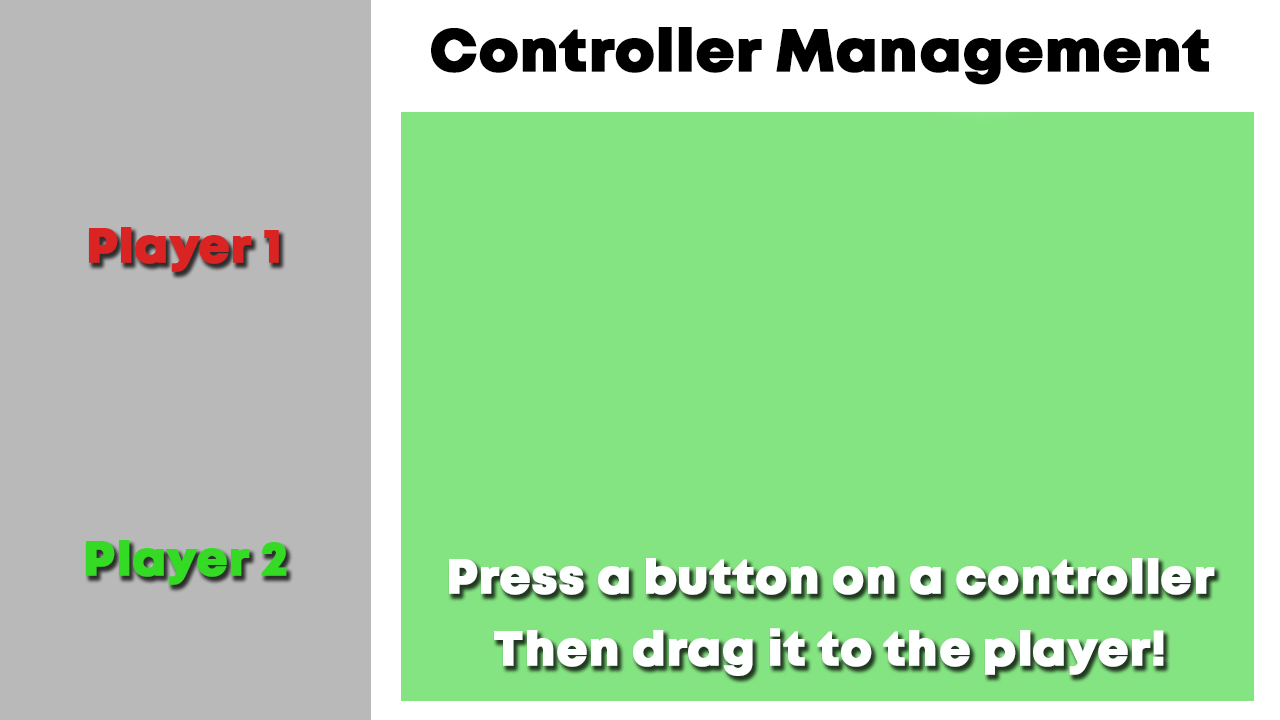 Controller Management
Player 1
Player 2
Press a button on a controller
Then drag it to the player!